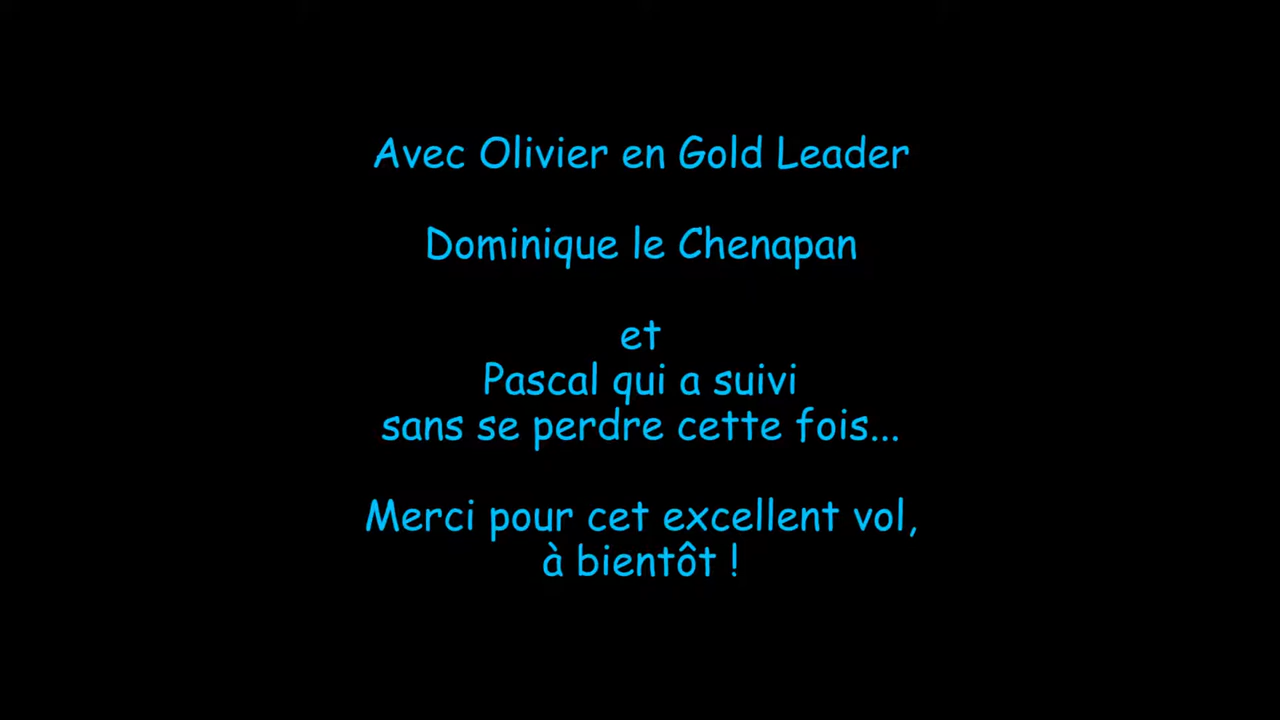 Avec Olivier en Gold Leader
Dominique le Chenapan
et
Pascal qui a suivi
sans se perdre cette fois...
Merci pour cet excellent vol,
à bientôt !